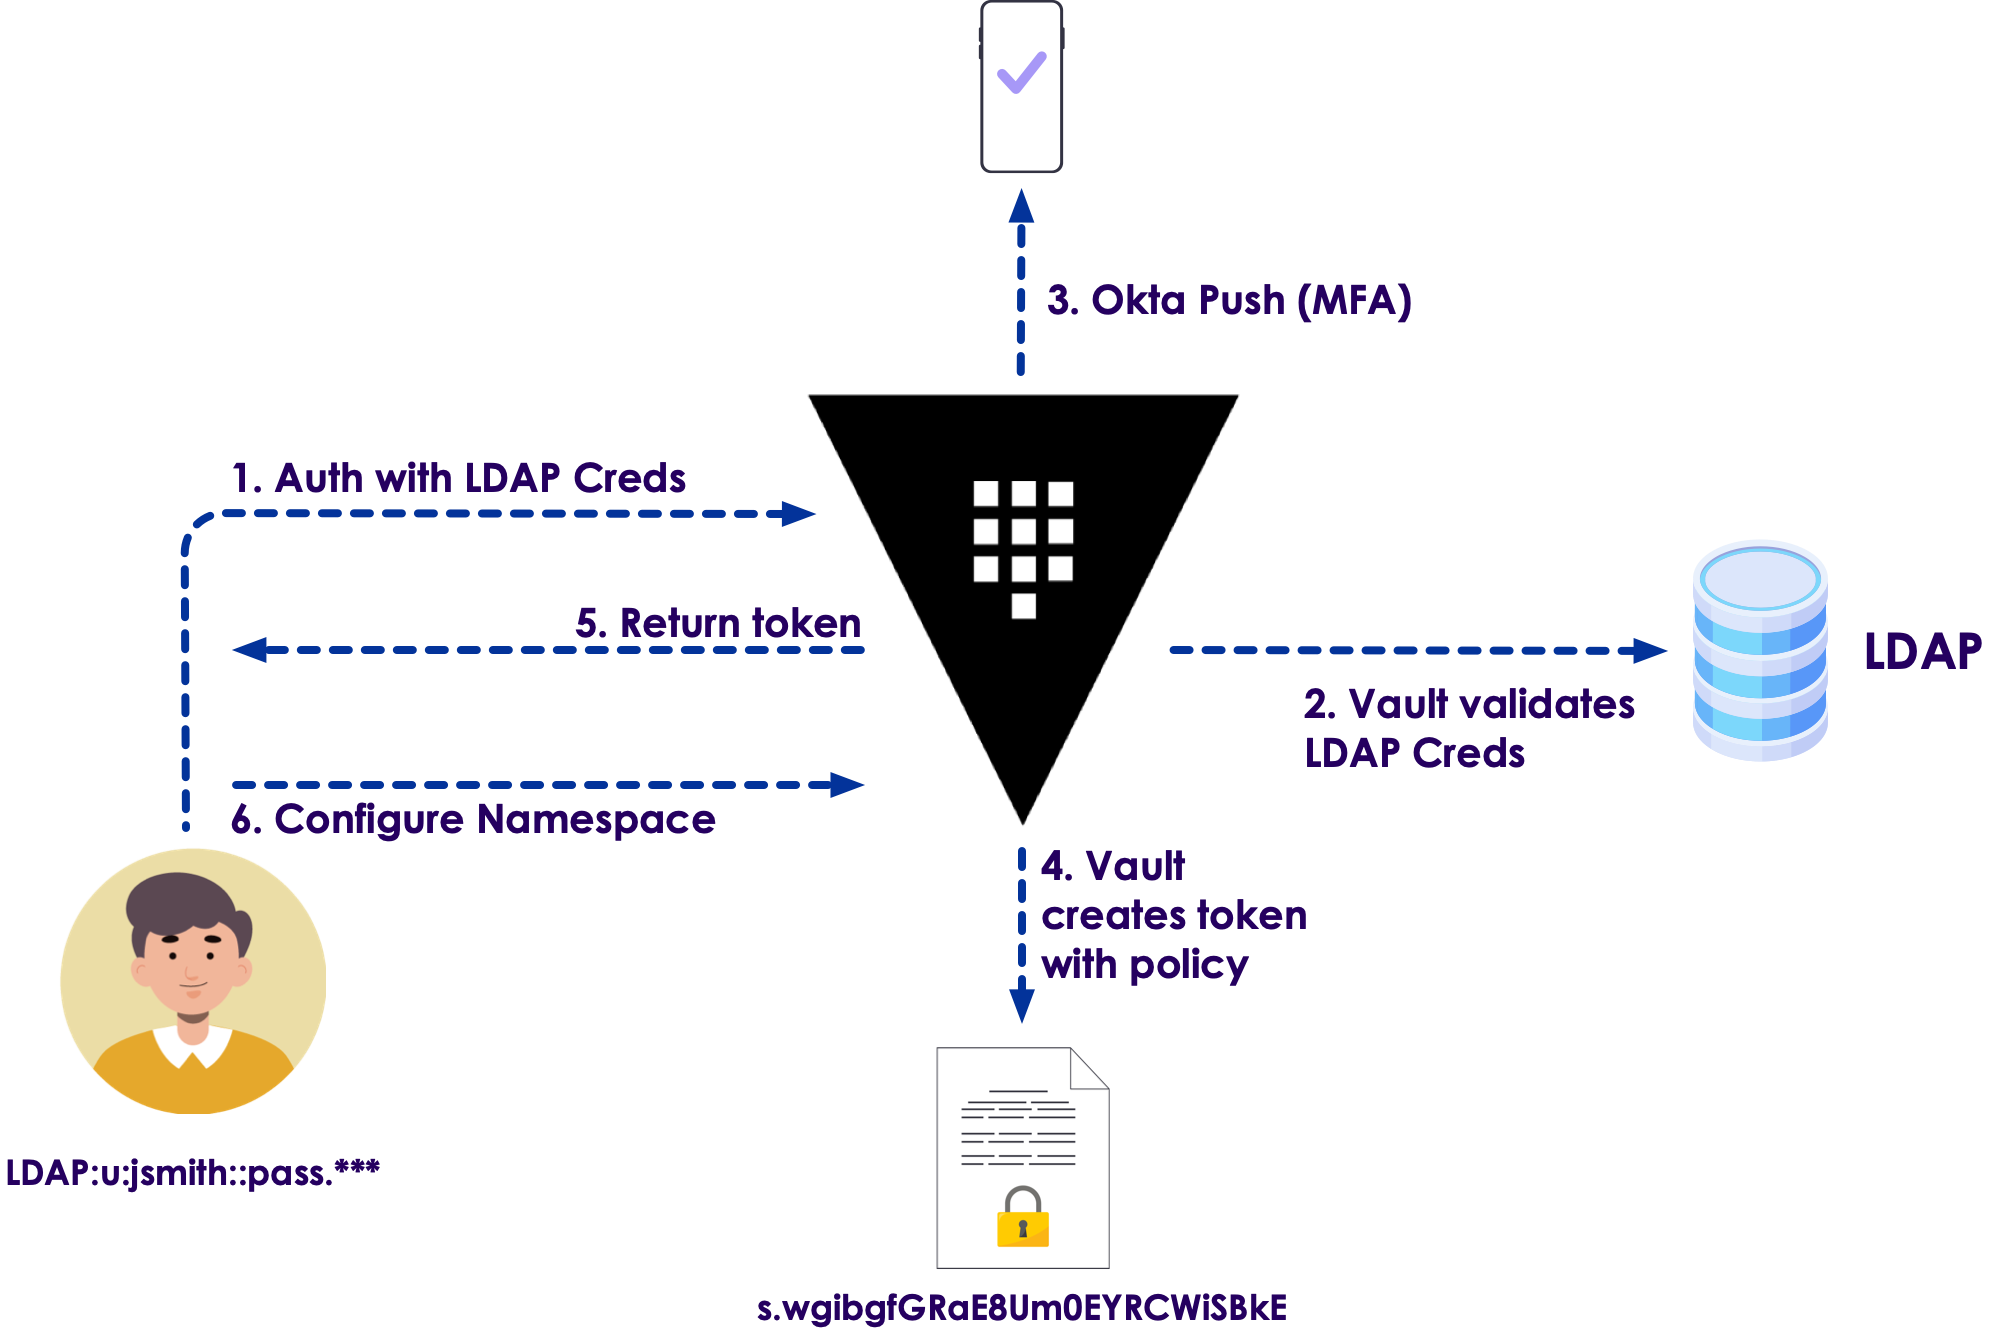 3. Okta Push (MFA)
1. Auth with LDAP Creds
5. Return token
LDAP
2. Vault validates
LDAP Creds
6. Configure Namespace
4. Vault
creates token
with policy
LDAP:u:jsmith::pass.***
s.wgibgfGRaE8Um0EYRCWiSBkE